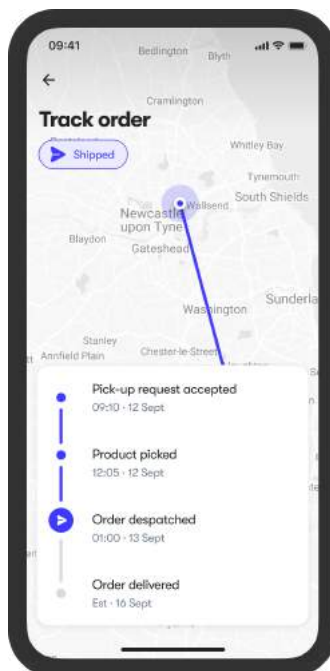 09:41
Bedlington
Blyth
Cramlington
Track order
Shipped
Whitley Bay
Tynemouth
Wallsend
South Shields
Newcastle
upon Tyne
Blaydon
Gateshead
Washington
Sunderla
Stanley
Annfield Plain
Chester-le-Street
Pick-up request accepted
09:10 · 12 Sept
Product picked
12:05 · 12 Sept
Order despatched
01:00 · 13 Sept
Order delivered
Est · 16 Sept